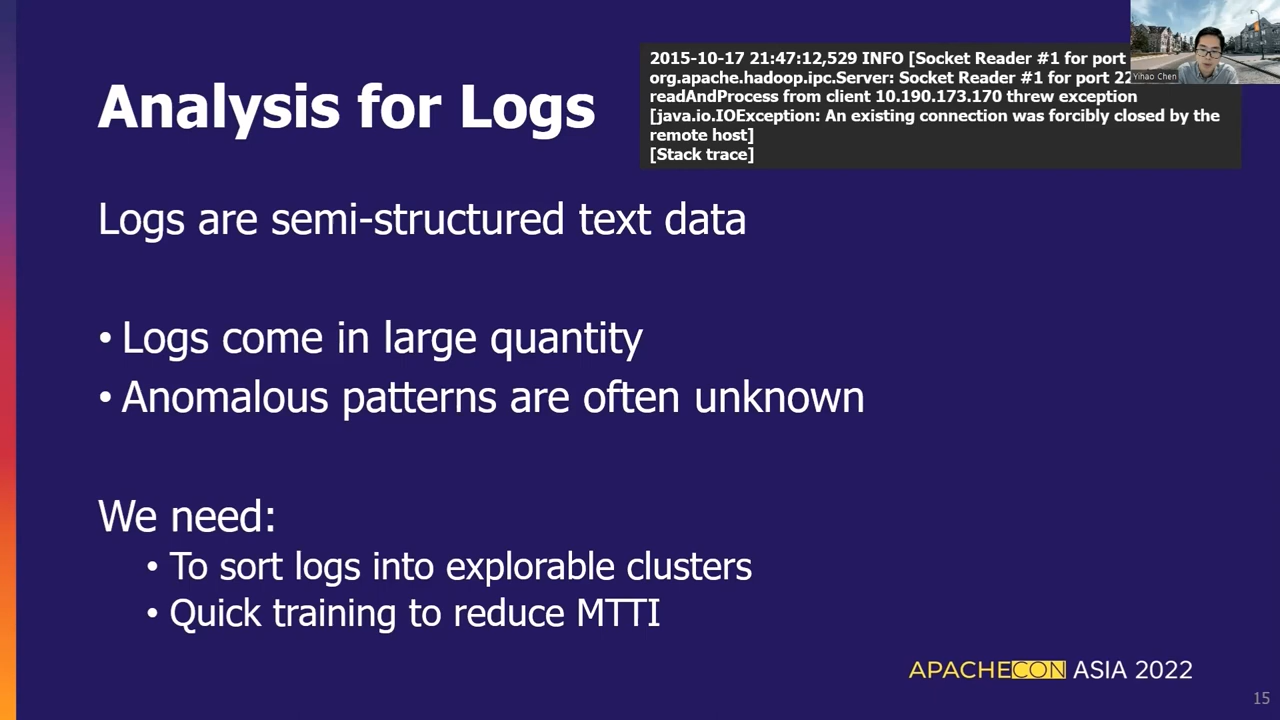 Analysis for Logs
2015-10-17 21:47:12,529 INFO [Socket Reader #1 for port
org.apache.hadoop.ipc.Server: Socket Reader #1 for port 22
readAndProcess from client 10.190.173.170 threw exception
[java.io.IOException: An existing connection was forcibly closed by the
remote host]
[Stack trace]
Yihao Chen
Logs are semi-structured text data
• Logs come in large quantity
• Anomalous patterns are often unknown
We need:
• To sort logs into explorable clusters
• Quick training to reduce MTTI
APACHECON ASIA 2022
15